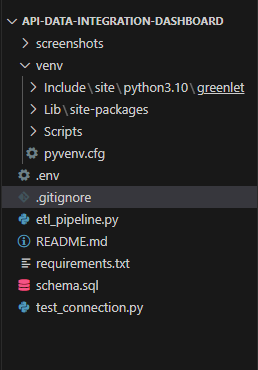 API-DATA-INTEGRATION-DASHBOARD
screenshots
venv
Include\site\python3.10\greenlet
Lib\site-packages
Scripts
pyvenv.cfg
.env
.gitignore
etl_pipeline.py
README.md
requirements.txt
schema.sql
test_connection.py